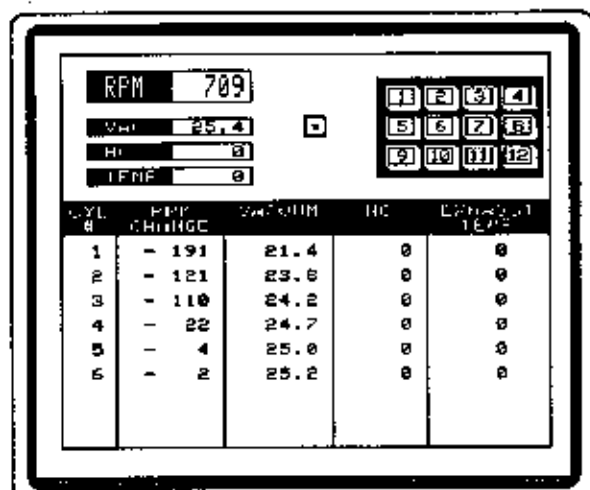 RPM 709
1 2 3 4
VAC 25.4
5 6 7 8
HC 0
9 10 11 12
TEMP 0
CYL # RPM CHANGE VACUUM HC EXHAUST TEMP
1 - 191 21.4 0 0
2 - 121 23.8 0 0
3 - 110 24.2 0 0
4 - 22 24.7 0 0
5 - 4 25.0 0 0
6 - 2 25.2 0 0